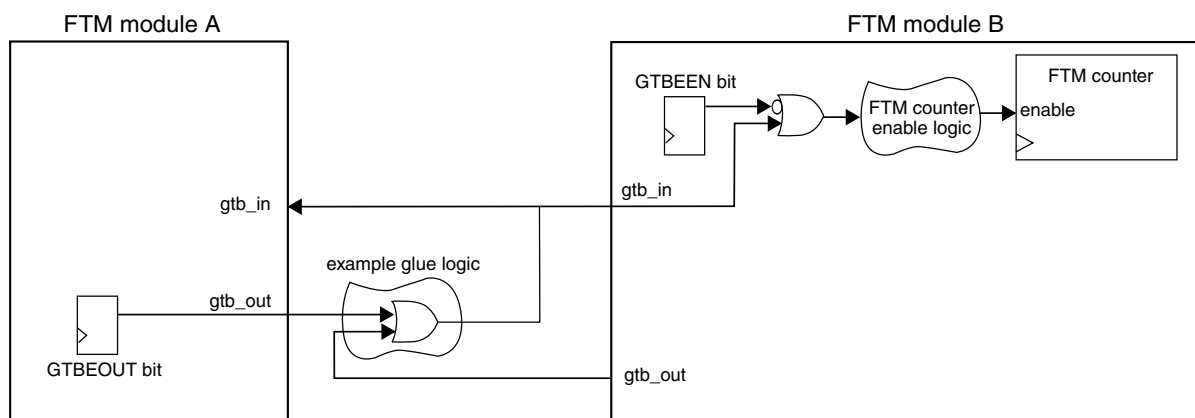 FTM module A
FTM module B
GTBEEN bit
FTM counter
enable logic
FTM counter
enable
gtb_in
gtb_in
example glue logic
gtb_out
GTBEOUT bit
gtb_out